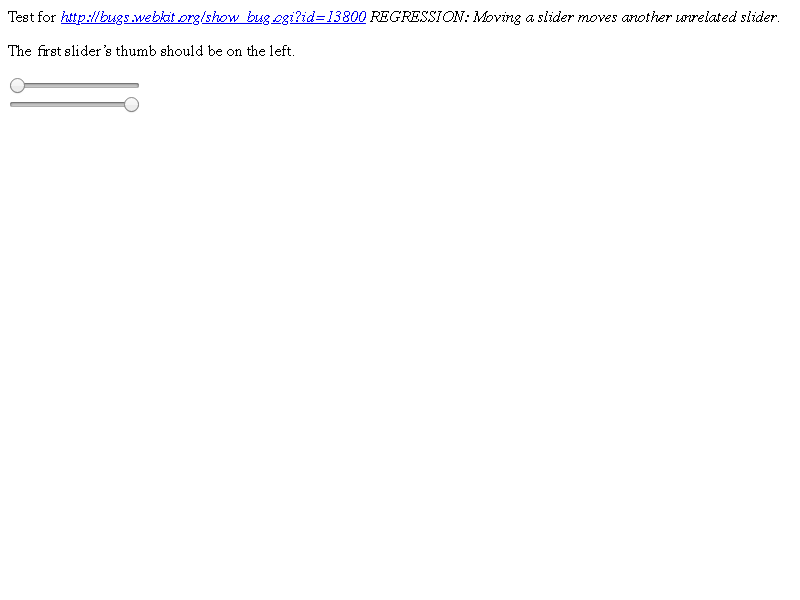 Test for http://bugs.webkit.org/show_bug.cgi?id=13800 REGRESSION: Moving a slider moves another unrelated slider.
The first slider’s thumb should be on the left.